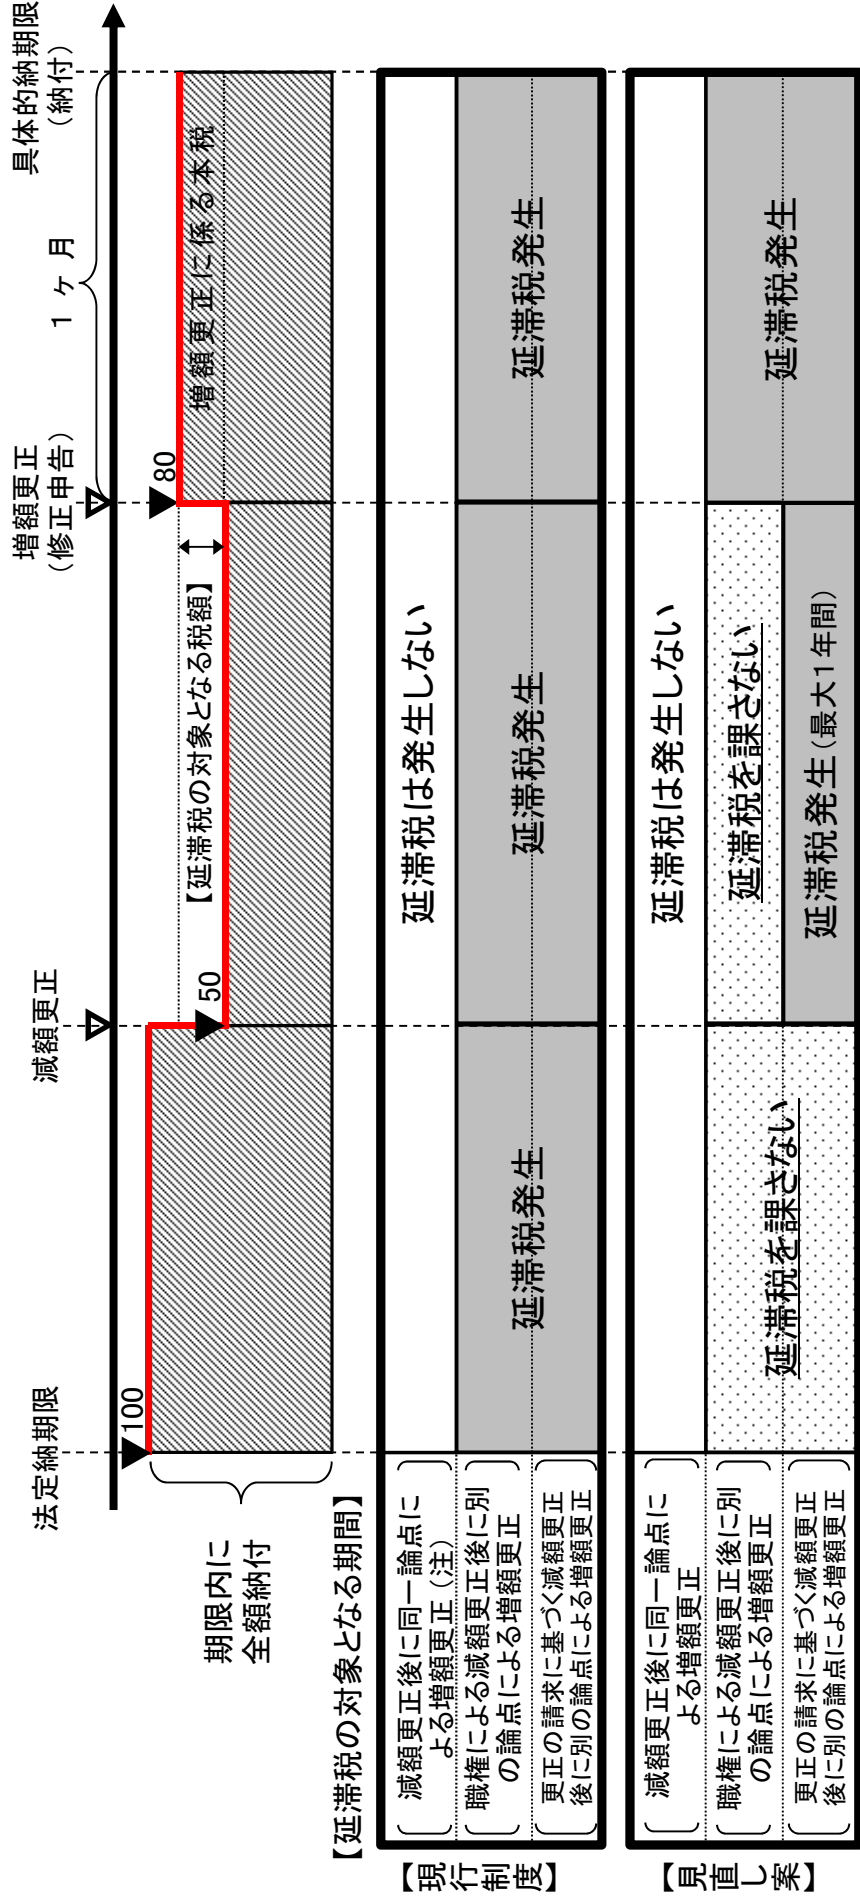 法定納期限
減額更正
増額更正
(修正申告)
具体的納期限
(納付)
1ヶ月
100
50
80
期限内に
全額納付
【延滞税の対象となる税額】
増額更正に係る本税
【延滞税の対象となる期間】
【現行制度】
減額更正後に同一論点に
よる増額更正(注)
延滞税は発生しない
職権による減額更正後に別
の論点による増額更正
更正の請求に基づく減額更正
後に別の論点による増額更正
延滞税発生
延滞税発生
延滞税発生
【見直し案】
減額更正後に同一論点に
よる増額更正
延滞税は発生しない
職権による減額更正後に別
の論点による増額更正
更正の請求に基づく減額更正
後に別の論点による増額更正
延滞税を課さない
延滞税を課さない
延滞税発生(最大1年間)
延滞税発生